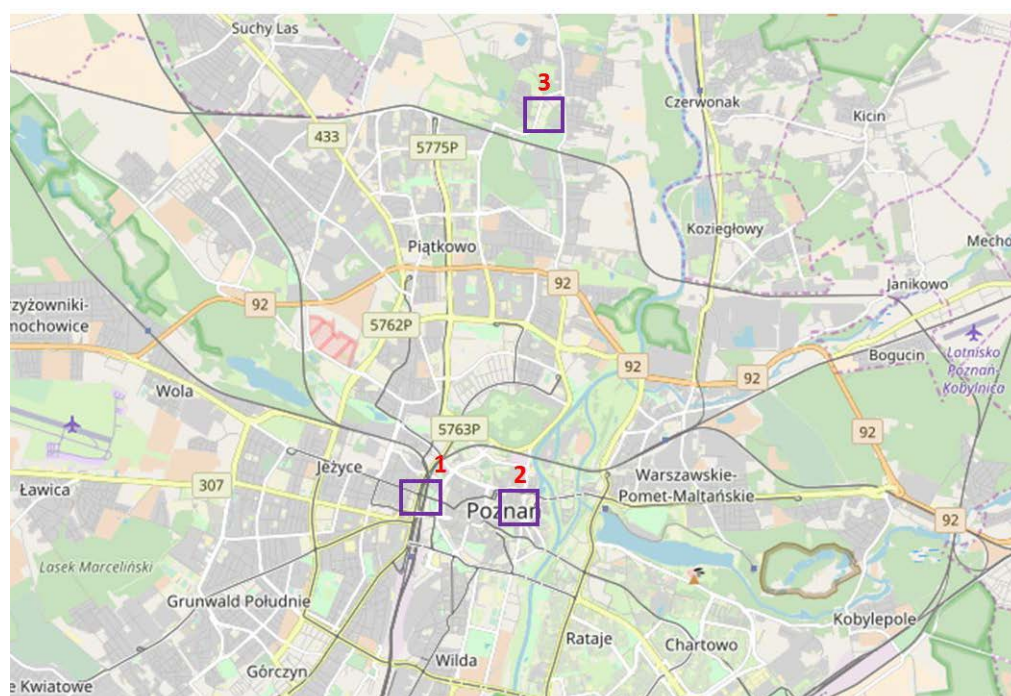 Suchy Las
3
Czerwonak
Kicin
433
5775P
Koziegłowy
Mecho
Piątkowo
92
Janikowo
92
rzyżowniki-
mochowice
5762P
Lotnisko
Poznań-
Kobylnica
Bogucin
92
92
Wola
5763P
92
1
Jeżyce
2
Warszawskie-
Pomet-Maltańskie
Ławica
307
Poznań
92
Lasek Marceliński
Grunwald Południe
Kobylepole
Rataje
Chartowo
Wilda
Górczyn
e Kwiatowe